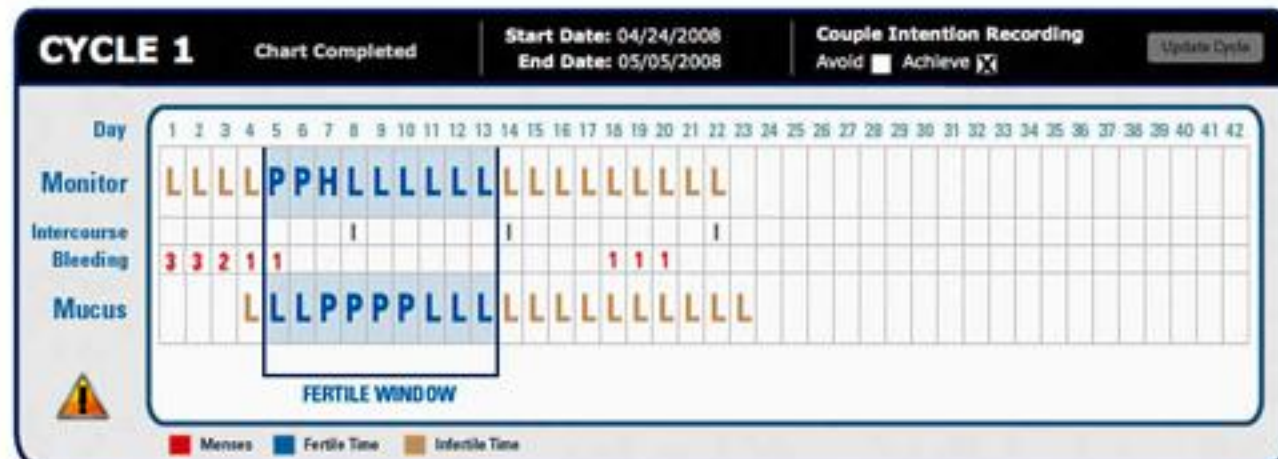 CYCLE 1 Chart Completed Start Date: 04/24/2008 Couple Intention Recording Update Cycle
End Date: 05/05/2008 Avoid Achieve X
Day 1 2 3 4 5 6 7 8 9 10 11 12 13 14 15 16 17 18 19 20 21 22 23 24 25 26 27 28 29 30 31 32 33 34 35 36 37 38 39 40 41 42
Monitor L L L L P P H L L L L L L L L L L L L L L L
Intercourse I I I
Bleeding 3 3 2 1 1 1 1 1
Mucus L L L P P P P L L L L L L L L L L L L L
FERTILE WINDOW
Menses Fertile Time Infertile Time